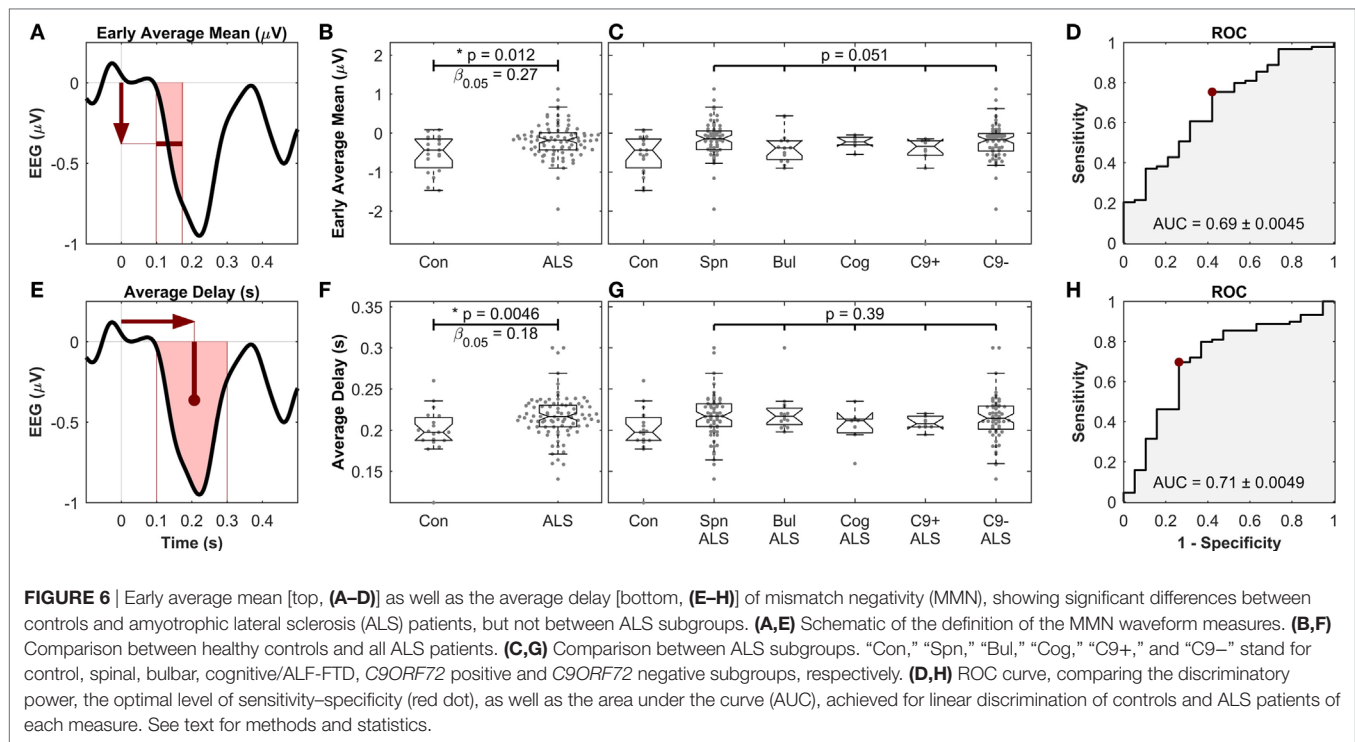 A
Early Average Mean (μV)
EEG (μV)
0
-0.5
-1
0 0.1 0.2 0.3 0.4
B
Early Average Mean (μV)
2
1
0
-1
-2
* p = 0.012
β0.05 = 0.27
Con ALS
C
p = 0.051
Con Spn Bul Cog C9+ C9-
D
ROC
Sensitivity
1
0.8
0.6
0.4
0.2
0
AUC = 0.69 ± 0.0045
0 0.2 0.4 0.6 0.8 1
E
Average Delay (s)
EEG (μV)
0
-0.5
-1
0 0.1 0.2 0.3 0.4
Time (s)
F
Average Delay (s)
0.35
0.3
0.25
0.2
0.15
* p = 0.0046
β0.05 = 0.18
Con ALS
G
p = 0.39
Con Spn Bul Cog C9+ C9-
ALS ALS ALS ALS ALS
H
ROC
Sensitivity
1
0.8
0.6
0.4
0.2
0
AUC = 0.71 ± 0.0049
0 0.2 0.4 0.6 0.8 1
1 - Specificity
FIGURE 6 | Early average mean [top, (A–D)] as well as the average delay [bottom, (E–H)] of mismatch negativity (MMN), showing significant differences between
controls and amyotrophic lateral sclerosis (ALS) patients, but not between ALS subgroups. (A,E) Schematic of the definition of the MMN waveform measures. (B,F)
Comparison between healthy controls and all ALS patients. (C,G) Comparison between ALS subgroups. “Con,” “Spn,” “Bul,” “Cog,” “C9+,” and “C9−” stand for
control, spinal, bulbar, cognitive/ALF-FTD, C9ORF72 positive and C9ORF72 negative subgroups, respectively. (D,H) ROC curve, comparing the discriminatory
power, the optimal level of sensitivity–specificity (red dot), as well as the area under the curve (AUC), achieved for linear discrimination of controls and ALS patients of
each measure. See text for methods and statistics.